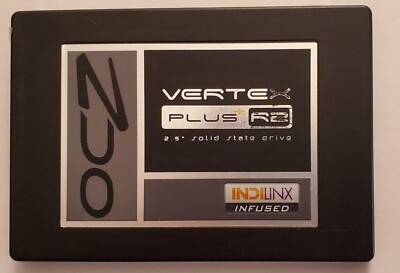 OCZ
VERTEX
PLUS R2
2.5" solid state drive
INDILINX
INFUSED